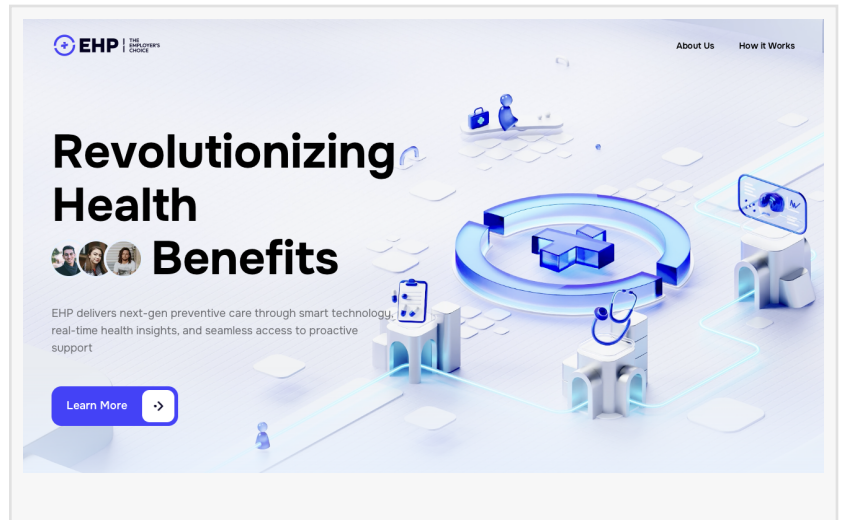 EHP
THE
EMPLOYER'S
CHOICE
About Us
How it Works
Revolutionizing
Health
Benefits
EHP delivers next-gen preventive care through smart technology,
real-time health insights, and seamless access to proactive
support
Learn More